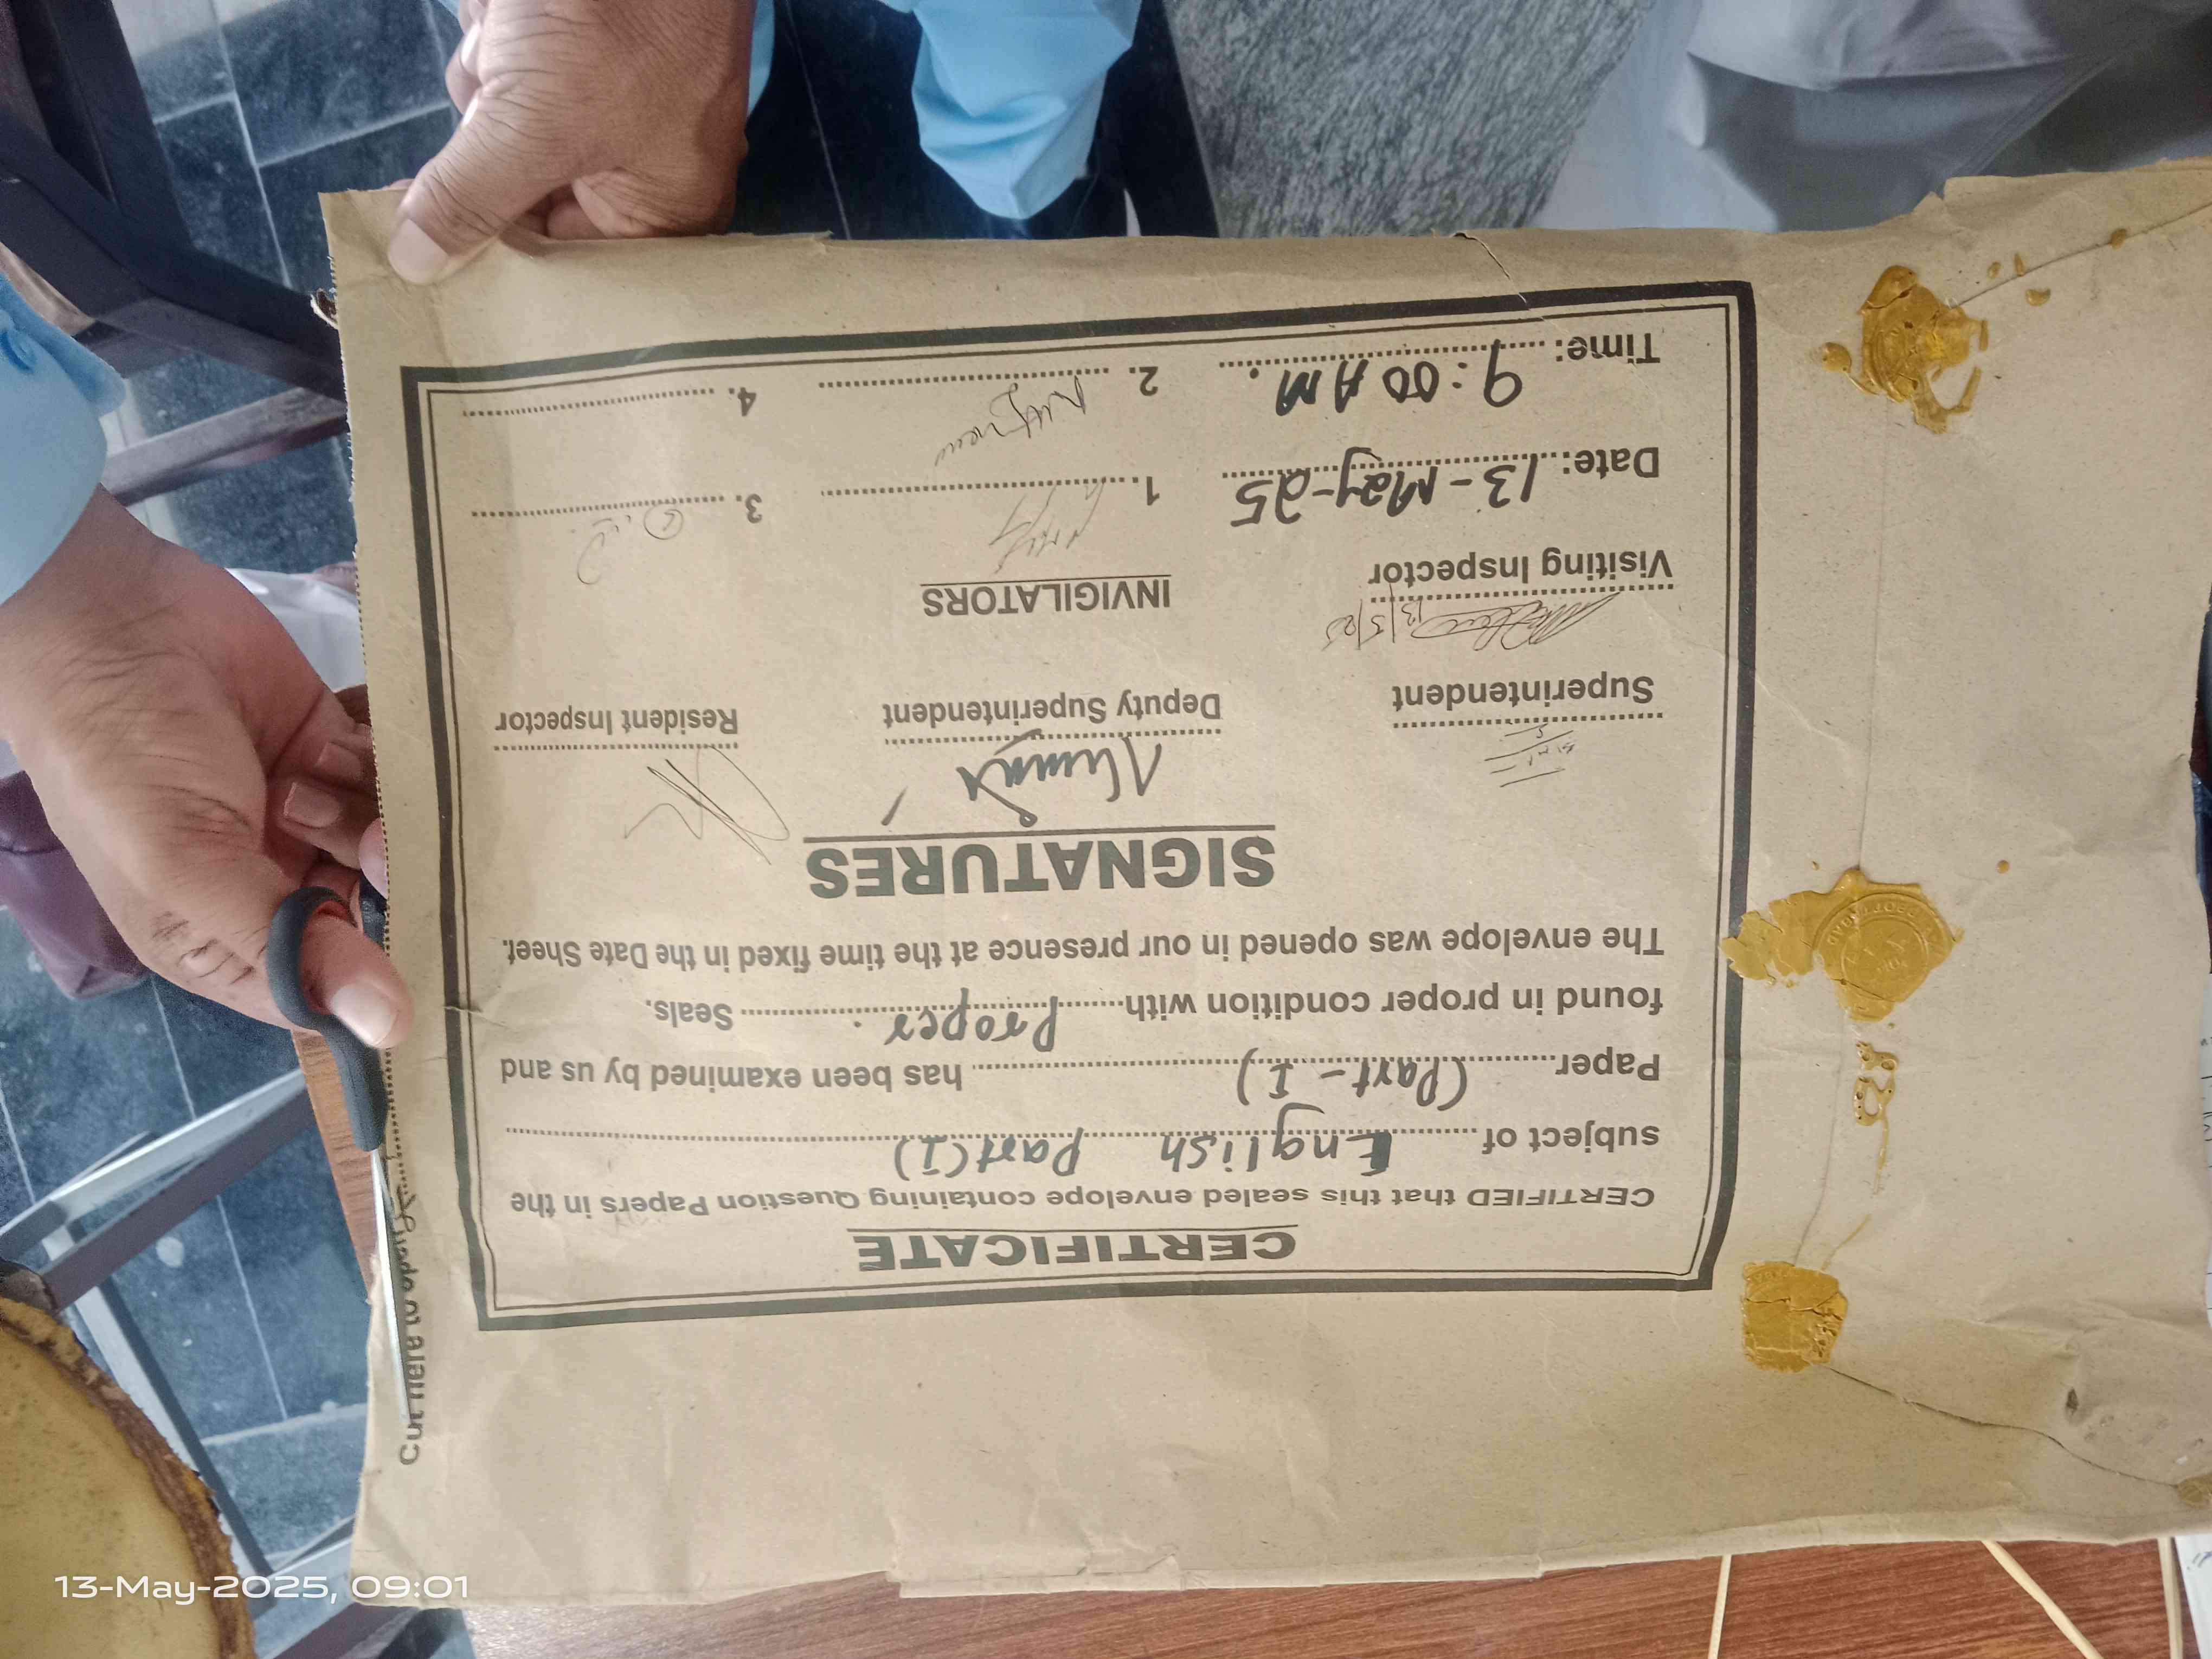 CERTIFICATE
CERTIFIED that this sealed envelope containing Question Papers in the
subject of English Part (I)
Paper (Part - I) has been examined by us and
found in proper condition with Proper. Seals.
The envelope was opened in our presence at the time fixed in the Date Sheet.
SIGNATURES
Superintendent Deputy Superintendent Resident Inspector
13/5/25
Visiting Inspector
INVIGILATORS
Date: 13-May-25 1. 3.
Time: 9:00 AM. 2. 4.
Cut here to open
13-May-2025, 09:01